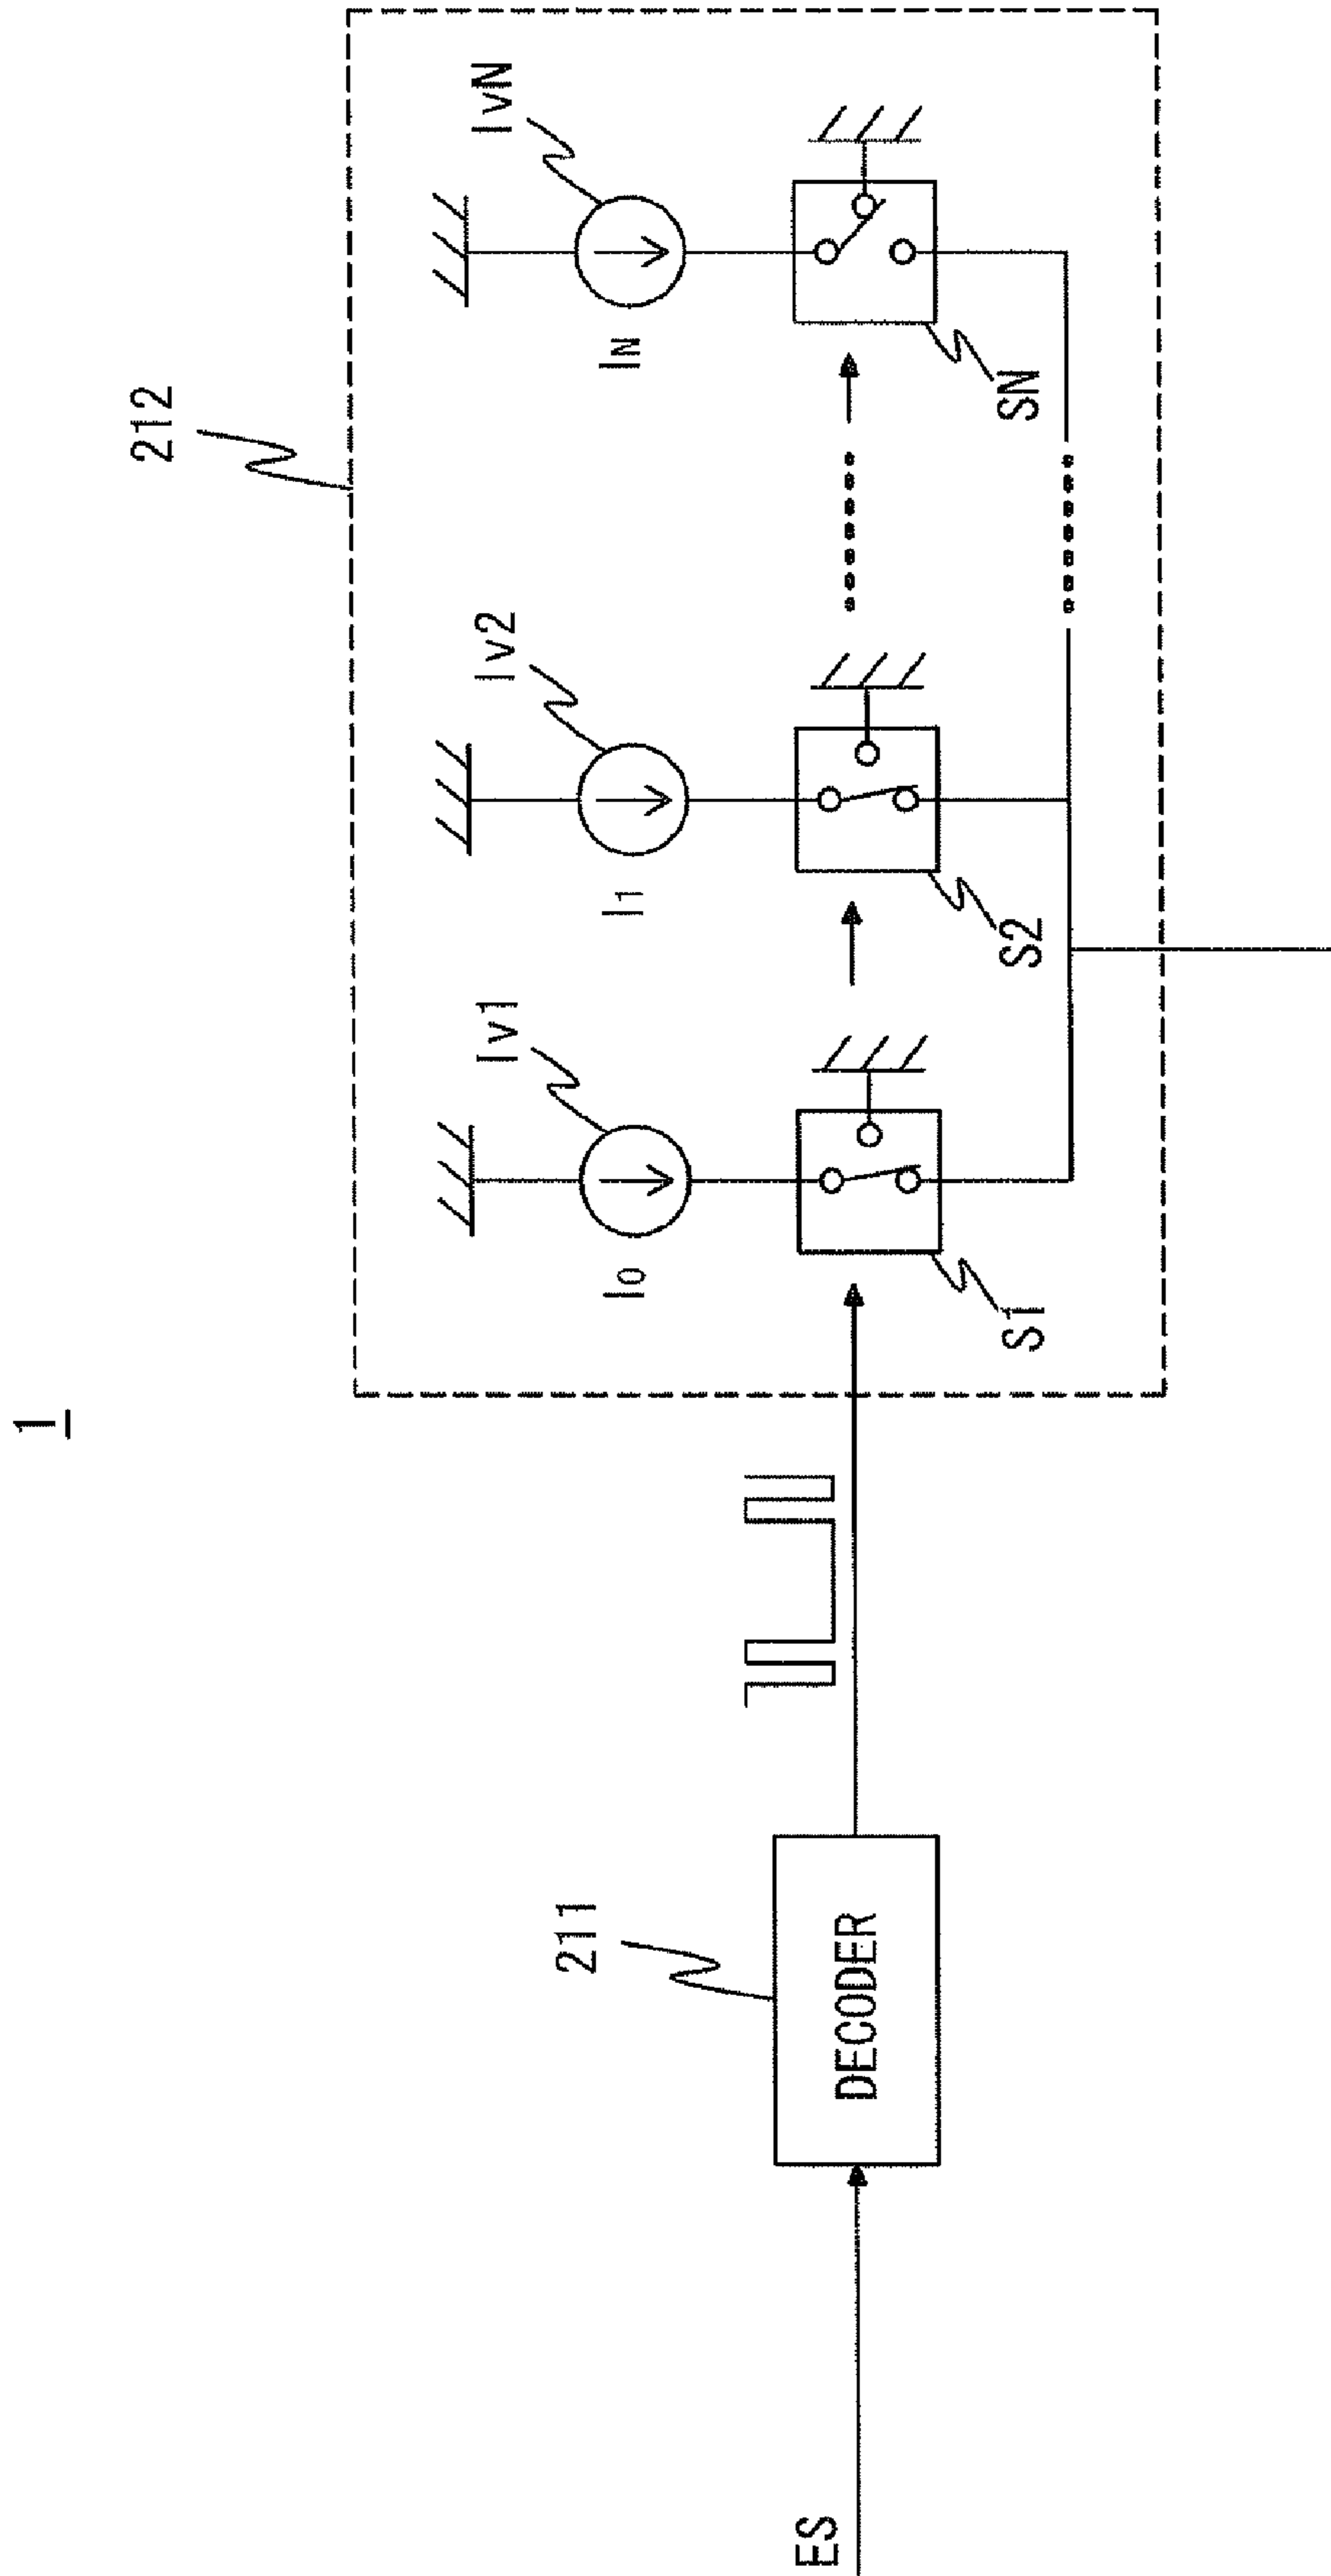 1
212
Iv1
Iv2
IvN
I0
I1
IN
S1
S2
SN
211
DECODER
ES